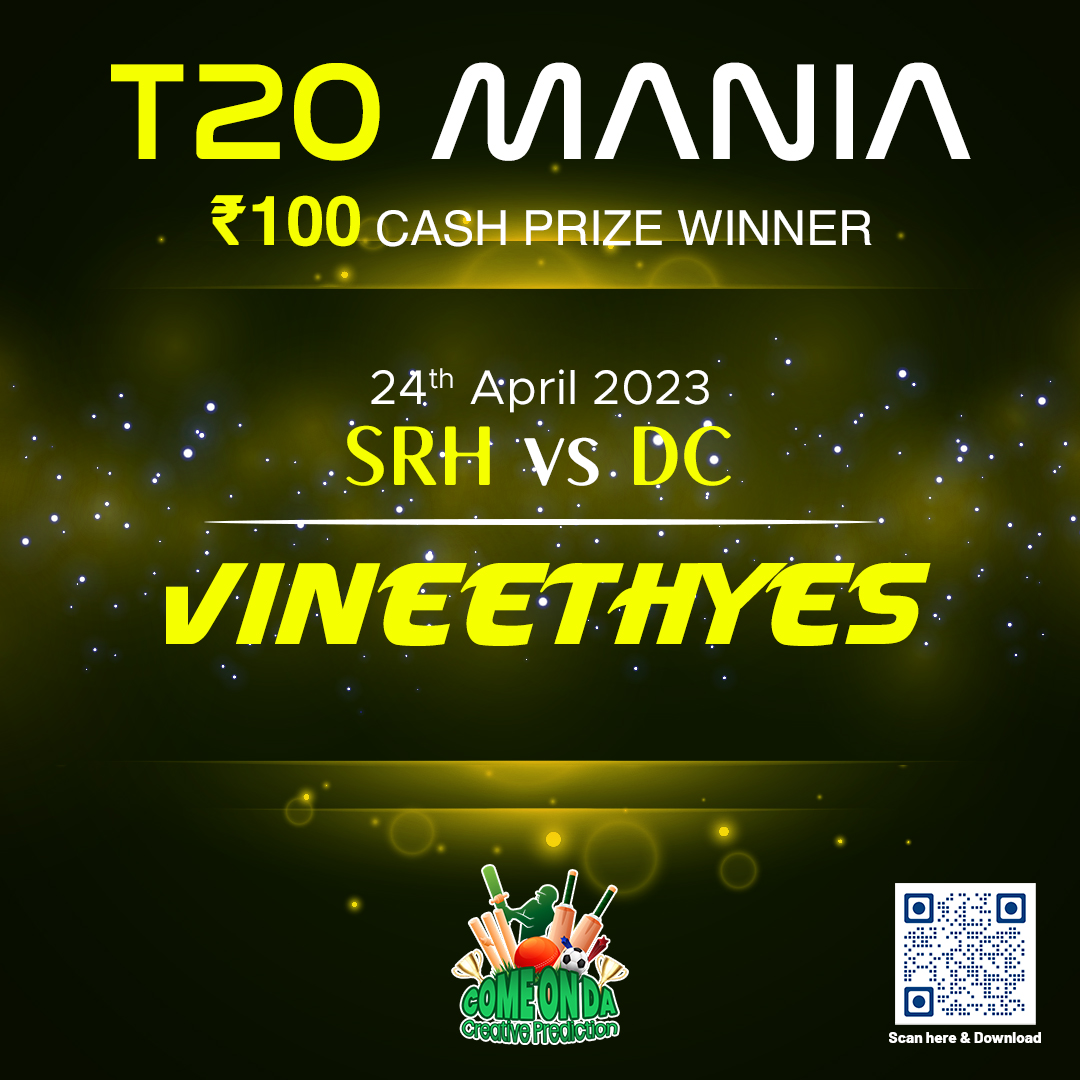 T20 MANIA
₹100 CASH PRIZE WINNER
24th April 2023
SRH vs DC
VINEETHYES
COME ON DA
Creative Prediction
Scan here & Download